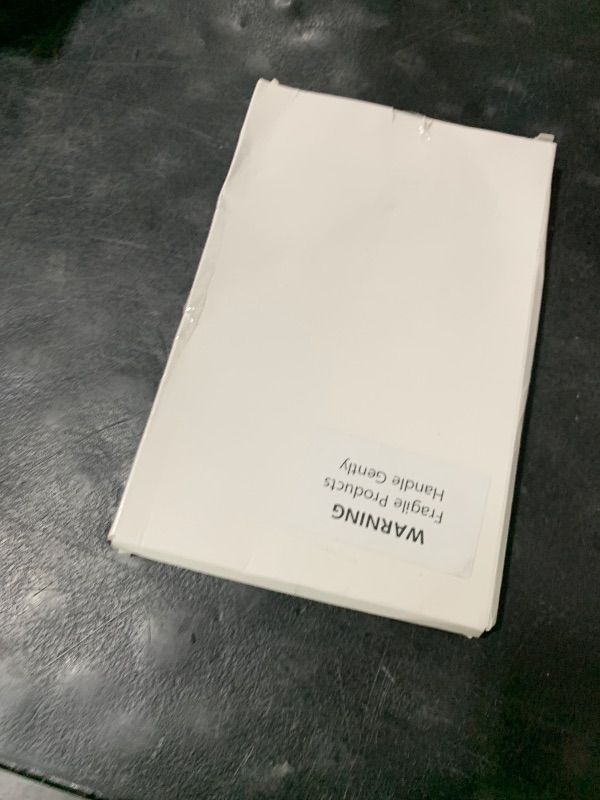 WARNING
Fragile Products
Handle Gently